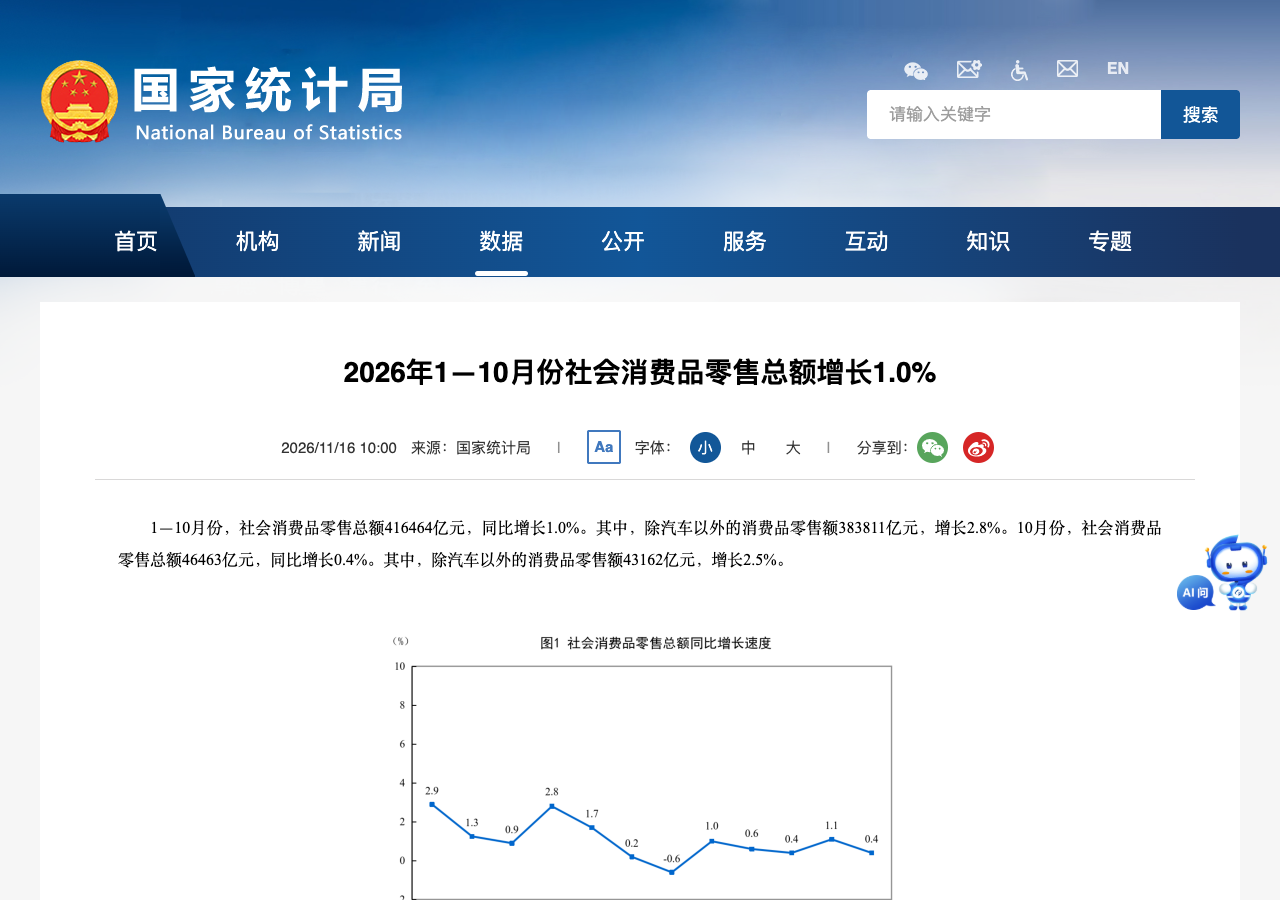 国家统计局
National Bureau of Statistics
EN
请输入关键字
搜索
首页 机构 新闻 数据 公开 服务 互动 知识 专题
2026年1—10月份社会消费品零售总额增长1.0%
2026/11/16 10:00 来源：国家统计局 | Aa 字体： 小 中 大 | 分享到：
1—10月份，社会消费品零售总额416464亿元，同比增长1.0%。其中，除汽车以外的消费品零售额383811亿元，增长2.8%。10月份，社会消费品
零售总额46463亿元，同比增长0.4%。其中，除汽车以外的消费品零售额43162亿元，增长2.5%。
AI问
（%）
图1 社会消费品零售总额同比增长速度
10
8
6
4
2
0
2.9
1.3
0.9
2.8
1.7
0.2
-0.6
1.0
0.6
0.4
1.1
0.4